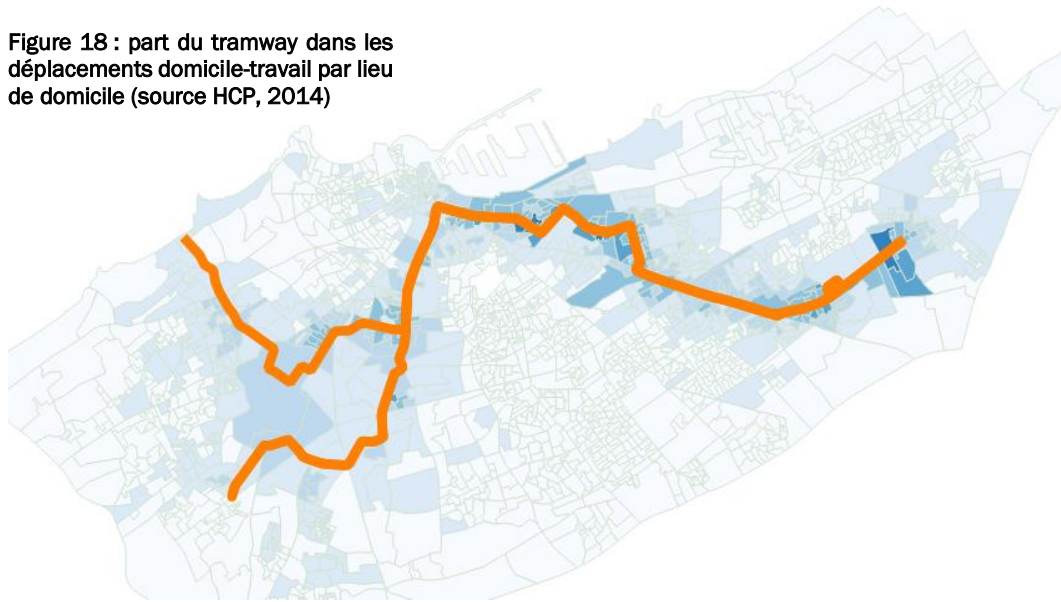 Figure 18 : part du tramway dans les
déplacements domicile-travail par lieu
de domicile (source HCP, 2014)